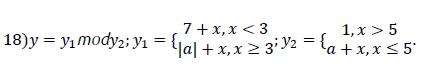 18)y = y₁mody₂; y₁ = {7 + x, x < 3
|a| + x, x ≥ 3; y₂ = {1, x > 5
a + x, x ≤ 5.